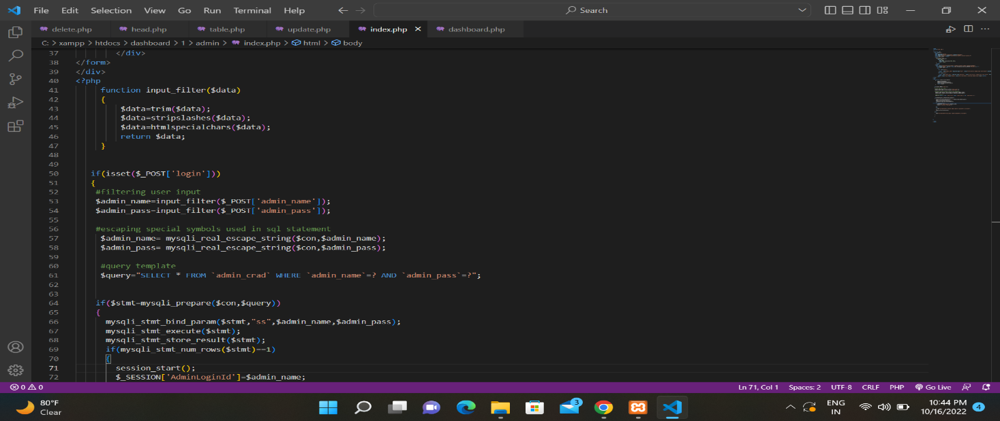 File Edit Selection View Go Run Terminal Help Search
delete.php head.php table.php update.php index.php dashboard.php
C: > xampp > htdocs > dashboard > 1 > admin > index.php > html > body
37 </div>
38 </form>
39 </div>
40 <?php
41 function input_filter($data)
42 {
43 $data=trim($data);
44 $data=stripslashes($data);
45 $data=htmlspecialchars($data);
46 return $data;
47 }
48
49
50 if(isset($_POST['login']))
51 {
52 #filtering user input
53 $admin_name=input_filter($_POST['admin_name']);
54 $admin_pass=input_filter($_POST['admin_pass']);
55
56 #escaping special symbols used in sql statement
57 $admin_name= mysqli_real_escape_string($con,$admin_name);
58 $admin_pass= mysqli_real_escape_string($con,$admin_pass);
59
60 #query template
61 $query="SELECT * FROM `admin_crad` WHERE `admin_name`=? AND `admin_pass`=?";
62
63
64 if($stmt=mysqli_prepare($con,$query))
65 {
66 mysqli_stmt_bind_param($stmt,"ss",$admin_name,$admin_pass);
67 mysqli_stmt_execute($stmt);
68 mysqli_stmt_store_result($stmt);
69 if(mysqli_stmt_num_rows($stmt)==1)
70 {
71 session_start();
72 $_SESSION['AdminLoginId']=$admin_name;
0 0 Ln 71, Col 1 Spaces: 2 UTF-8 CRLF PHP Go Live
80°F
Clear
3
ENG
IN
10:44 PM
10/16/2022
4